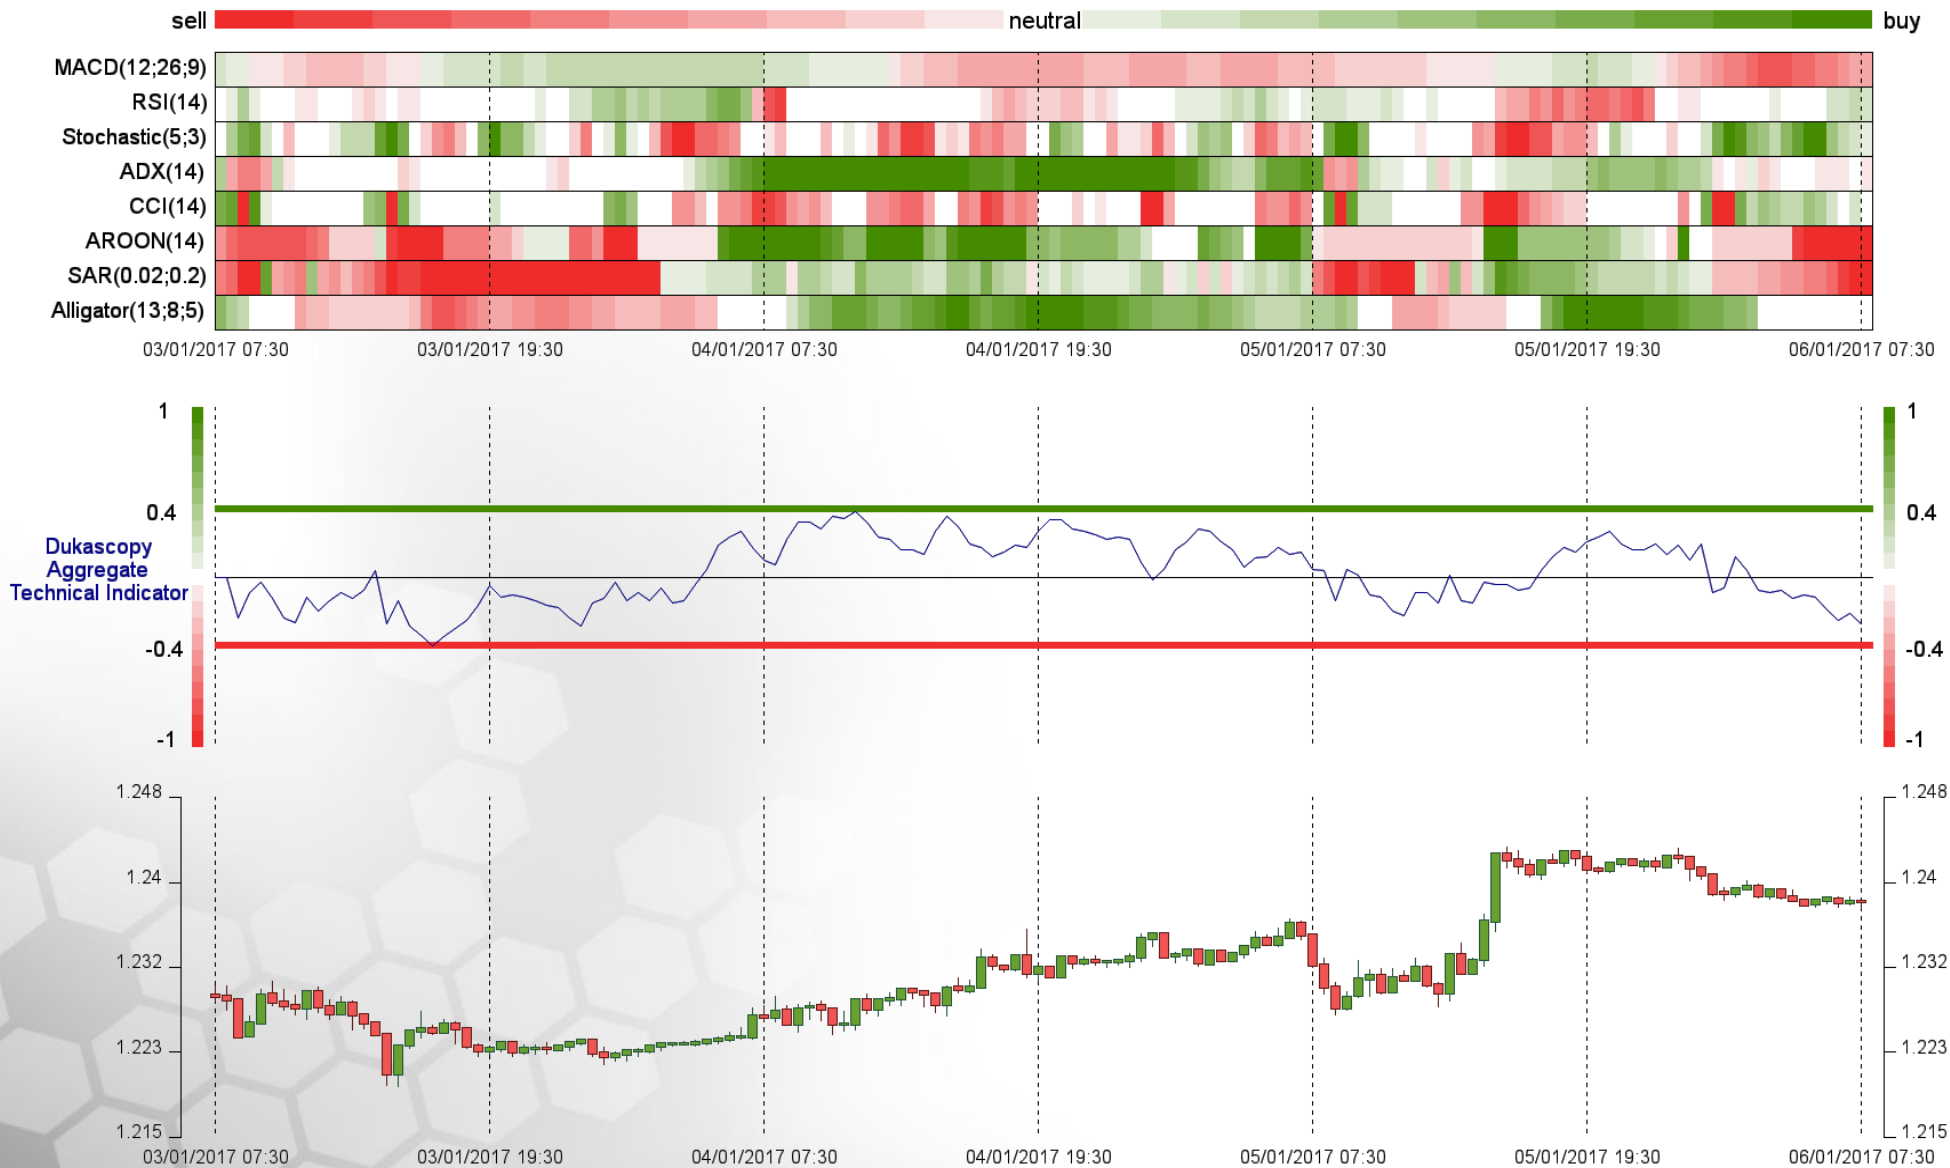 sell neutral buy
MACD(12;26;9)
RSI(14)
Stochastic(5;3)
ADX(14)
CCI(14)
AROON(14)
SAR(0.02;0.2)
Alligator(13;8;5)
03/01/2017 07:30 03/01/2017 19:30 04/01/2017 07:30 04/01/2017 19:30 05/01/2017 07:30 05/01/2017 19:30 06/01/2017 07:30
1 1
0.4 0.4
Dukascopy
Aggregate
Technical Indicator
-0.4 -0.4
-1 -1
1.248 1.248
1.24 1.24
1.232 1.232
1.223 1.223
1.215 1.215
03/01/2017 07:30 03/01/2017 19:30 04/01/2017 07:30 04/01/2017 19:30 05/01/2017 07:30 05/01/2017 19:30 06/01/2017 07:30